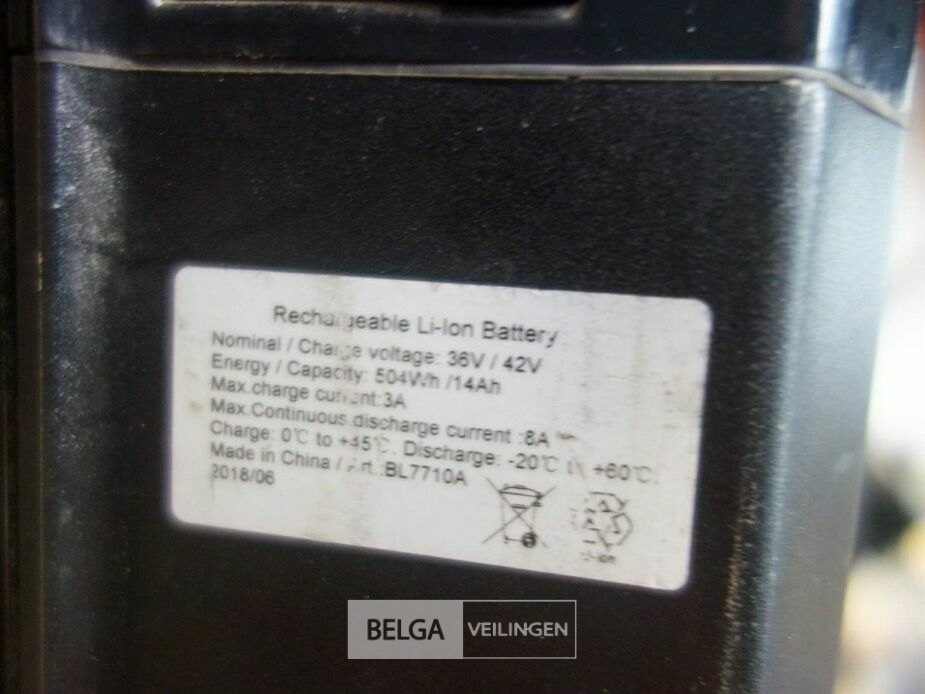 Rechargeable Li-Ion Battery
Nominal / Charge voltage: 36V / 42V
Energy / Capacity: 504Wh /14Ah
Max.charge current:3A
Max.Continuous discharge current :8A
Charge: 0℃ to +45℃. Discharge: -20℃ to +60℃.
Made in China / Art.:BL7710A
2018/06
Li-ion
BELGA VEILINGEN